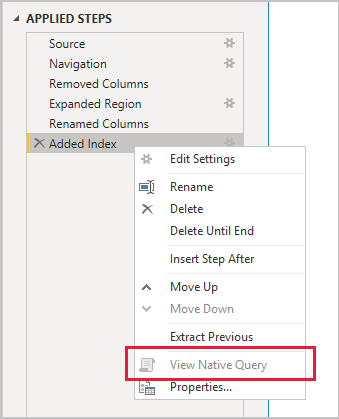 APPLIED STEPS
Source
Navigation
Removed Columns
Expanded Region
Renamed Columns
Added Index
Edit Settings
Rename
Delete
Delete Until End
Insert Step After
Move Up
Move Down
Extract Previous
View Native Query
Properties...